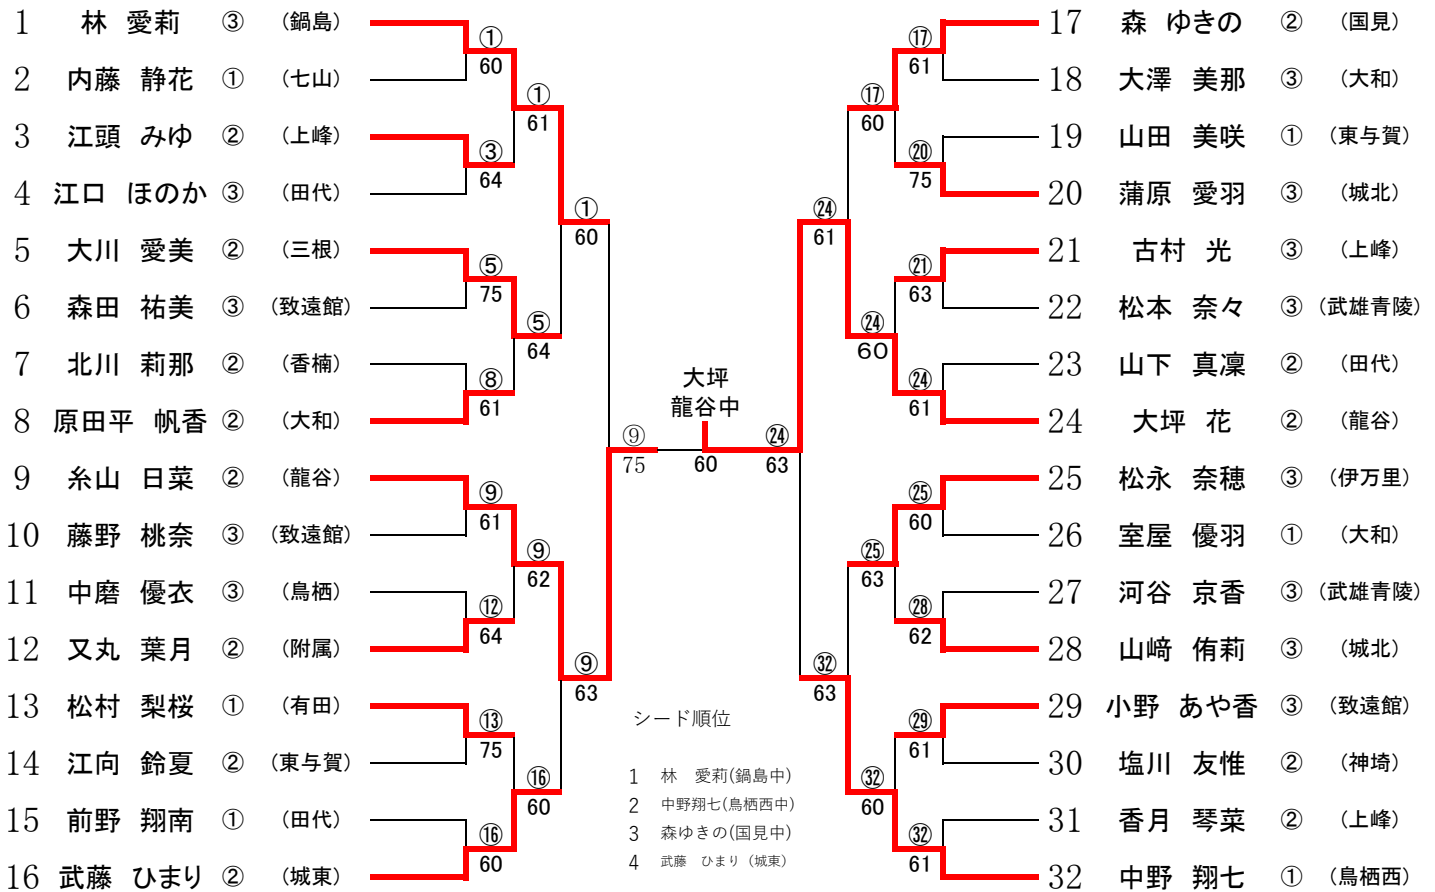 1 林 愛莉 ③ (鍋島)
2 内藤 静花 ① (七山)
3 江頭 みゆ ② (上峰)
4 江口 ほのか ③ (田代)
5 大川 愛美 ② (三根)
6 森田 祐美 ③ (致遠館)
7 北川 莉那 ② (香楠)
8 原田平 帆香 ② (大和)
9 糸山 日菜 ② (龍谷)
10 藤野 桃奈 ③ (致遠館)
11 中磨 優衣 ③ (鳥栖)
12 又丸 葉月 ② (附属)
13 松村 梨桜 ① (有田)
14 江向 鈴夏 ② (東与賀)
15 前野 翔南 ① (田代)
16 武藤 ひまり ② (城東)
① 60
③ 64
⑤ 75
⑧ 61
⑨ 61
⑫ 64
⑬ 75
⑯ 60
① 61
⑤ 64
⑨ 62
⑯ 60
① 60
⑨ 63
⑨ 75
大坪
龍谷中
60
㉔ 63
㉔ 61
㉜ 63
⑰ 60
㉔ 60
㉕ 63
㉜ 60
⑰ 61
⑳ 75
㉑ 63
㉔ 61
㉕ 60
㉘ 62
㉙ 61
㉜ 61
17 森 ゆきの ② (国見)
18 大澤 美那 ③ (大和)
19 山田 美咲 ① (東与賀)
20 蒲原 愛羽 ③ (城北)
21 古村 光 ③ (上峰)
22 松本 奈々 ③ (武雄青陵)
23 山下 真凜 ② (田代)
24 大坪 花 ② (龍谷)
25 松永 奈穂 ③ (伊万里)
26 室屋 優羽 ① (大和)
27 河谷 京香 ③ (武雄青陵)
28 山﨑 侑莉 ③ (城北)
29 小野 あや香 ③ (致遠館)
30 塩川 友惟 ② (神埼)
31 香月 琴菜 ② (上峰)
32 中野 翔七 ① (鳥栖西)
シード順位
1 林 愛莉(鍋島中)
2 中野翔七(鳥栖西中)
3 森ゆきの(国見中)
4 武藤 ひまり (城東)